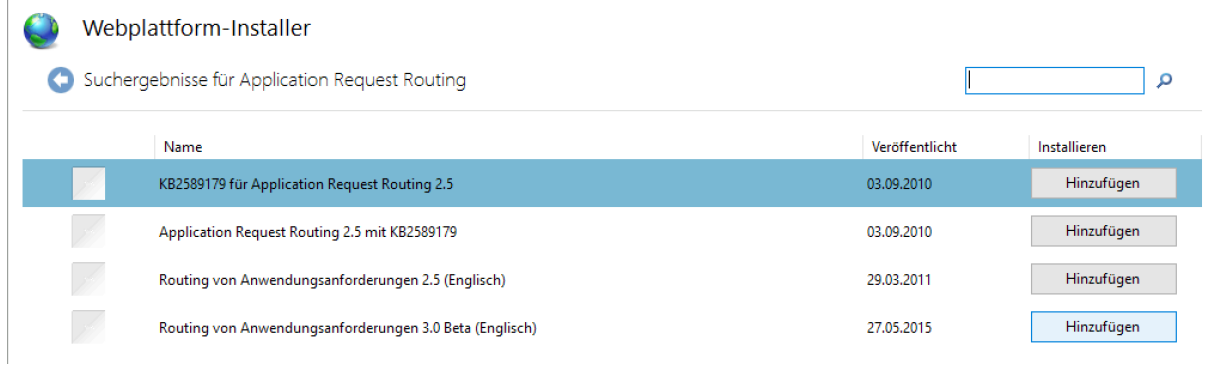 Webplattform-Installer
Suchergebnisse für Application Request Routing
Name Veröffentlicht Installieren
KB2589179 für Application Request Routing 2.5 03.09.2010 Hinzufügen
Application Request Routing 2.5 mit KB2589179 03.09.2010 Hinzufügen
Routing von Anwendungsanforderungen 2.5 (Englisch) 29.03.2011 Hinzufügen
Routing von Anwendungsanforderungen 3.0 Beta (Englisch) 27.05.2015 Hinzufügen